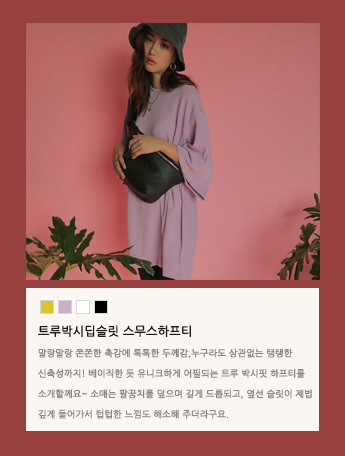 트루박시딥슬릿 스무스하프티
말랑말랑 쫀쫀한 촉감에 톡톡한 두께감,누구라도 상관없는 탱탱한
신축성까지! 베이직한 듯 유니크하게 어필되는 트루 박시핏 하프티를
소개할께요~ 소매는 팔꿈치를 덮으며 길게 드롭되고, 옆선 슬릿이 제법
깊게 들어가서 텁텁한 느낌도 해소해 주더라구요.